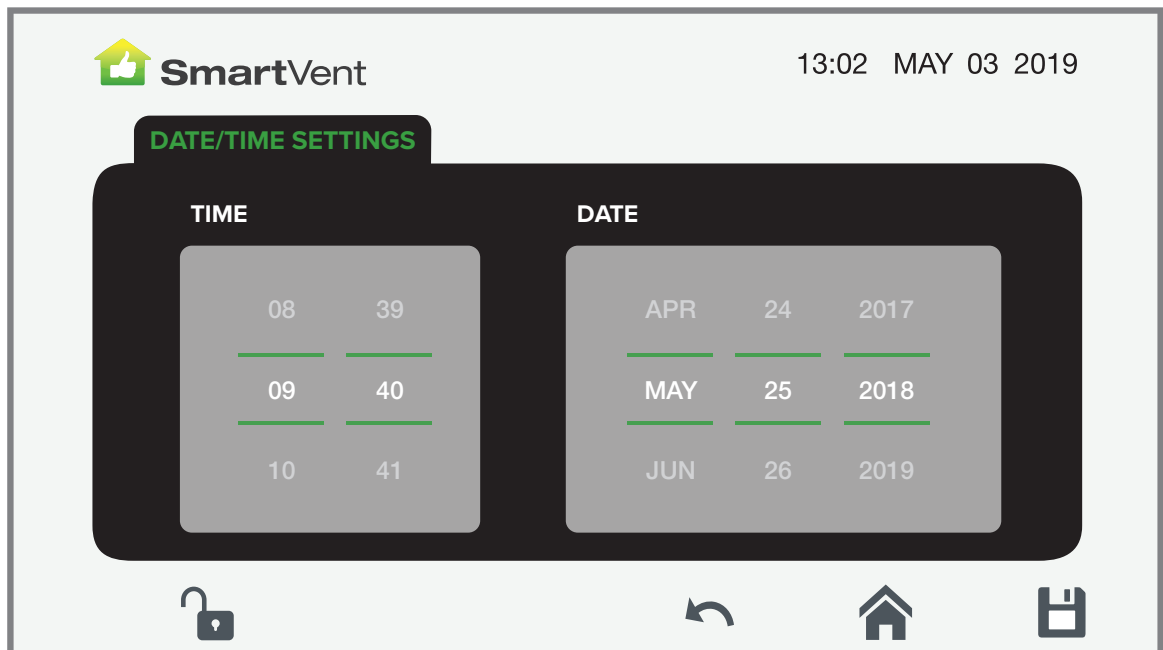 SmartVent
13:02 MAY 03 2019
DATE/TIME SETTINGS
TIME
DATE
08 39 APR 24 2017
09 40 MAY 25 2018
10 41 JUN 26 2019